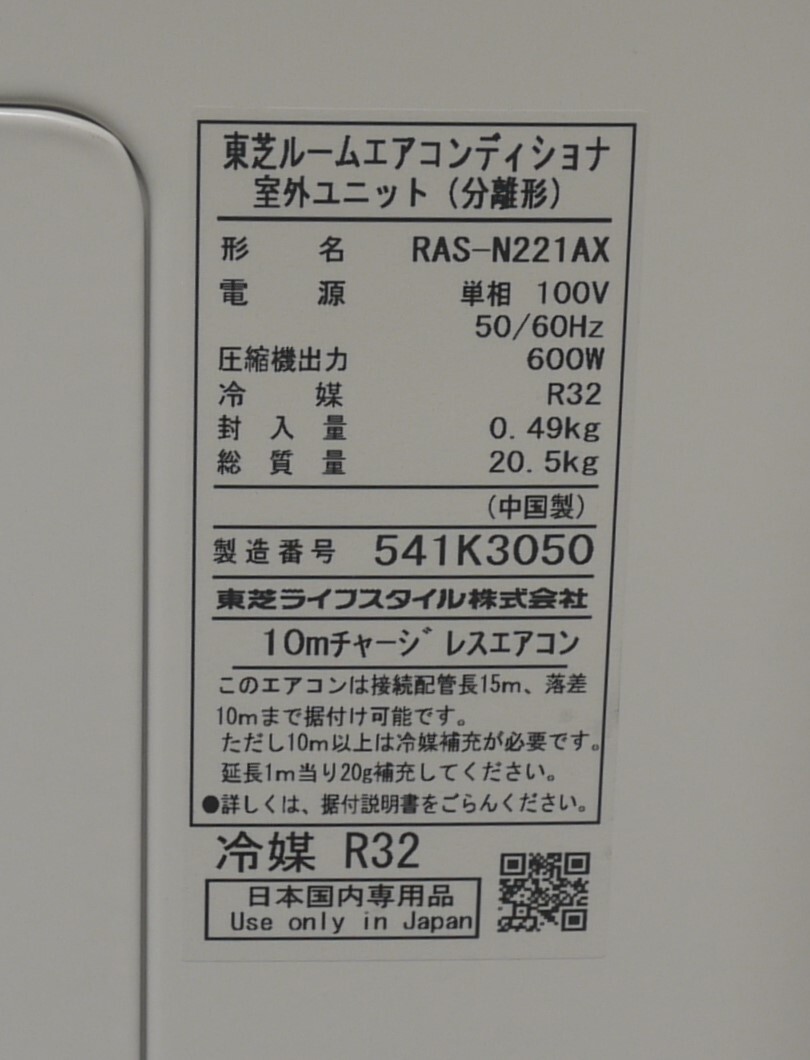 東芝ルームエアコンディショナ
室外ユニット（分離形）
形名 RAS-N221AX
電源 単相 100V
50/60Hz
圧縮機出力 600W
冷媒 R32
封入量 0.49kg
総質量 20.5kg
（中国製）
製造番号 541K3050
東芝ライフスタイル株式会社
10mチャージレスエアコン
このエアコンは接続配管長15m、落差
10mまで据付け可能です。
ただし10m以上は冷媒補充が必要です。
延長1m当り20g補充してください。
●詳しくは、据付説明書をごらんください。
冷媒 R32
日本国内専用品
Use only in Japan